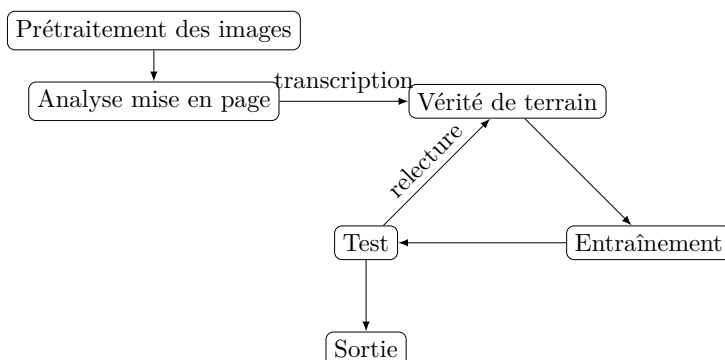 Prétraitement des images
transcription
Analyse mise en page
Vérité de terrain
relecture
Test
Entraînement
Sortie